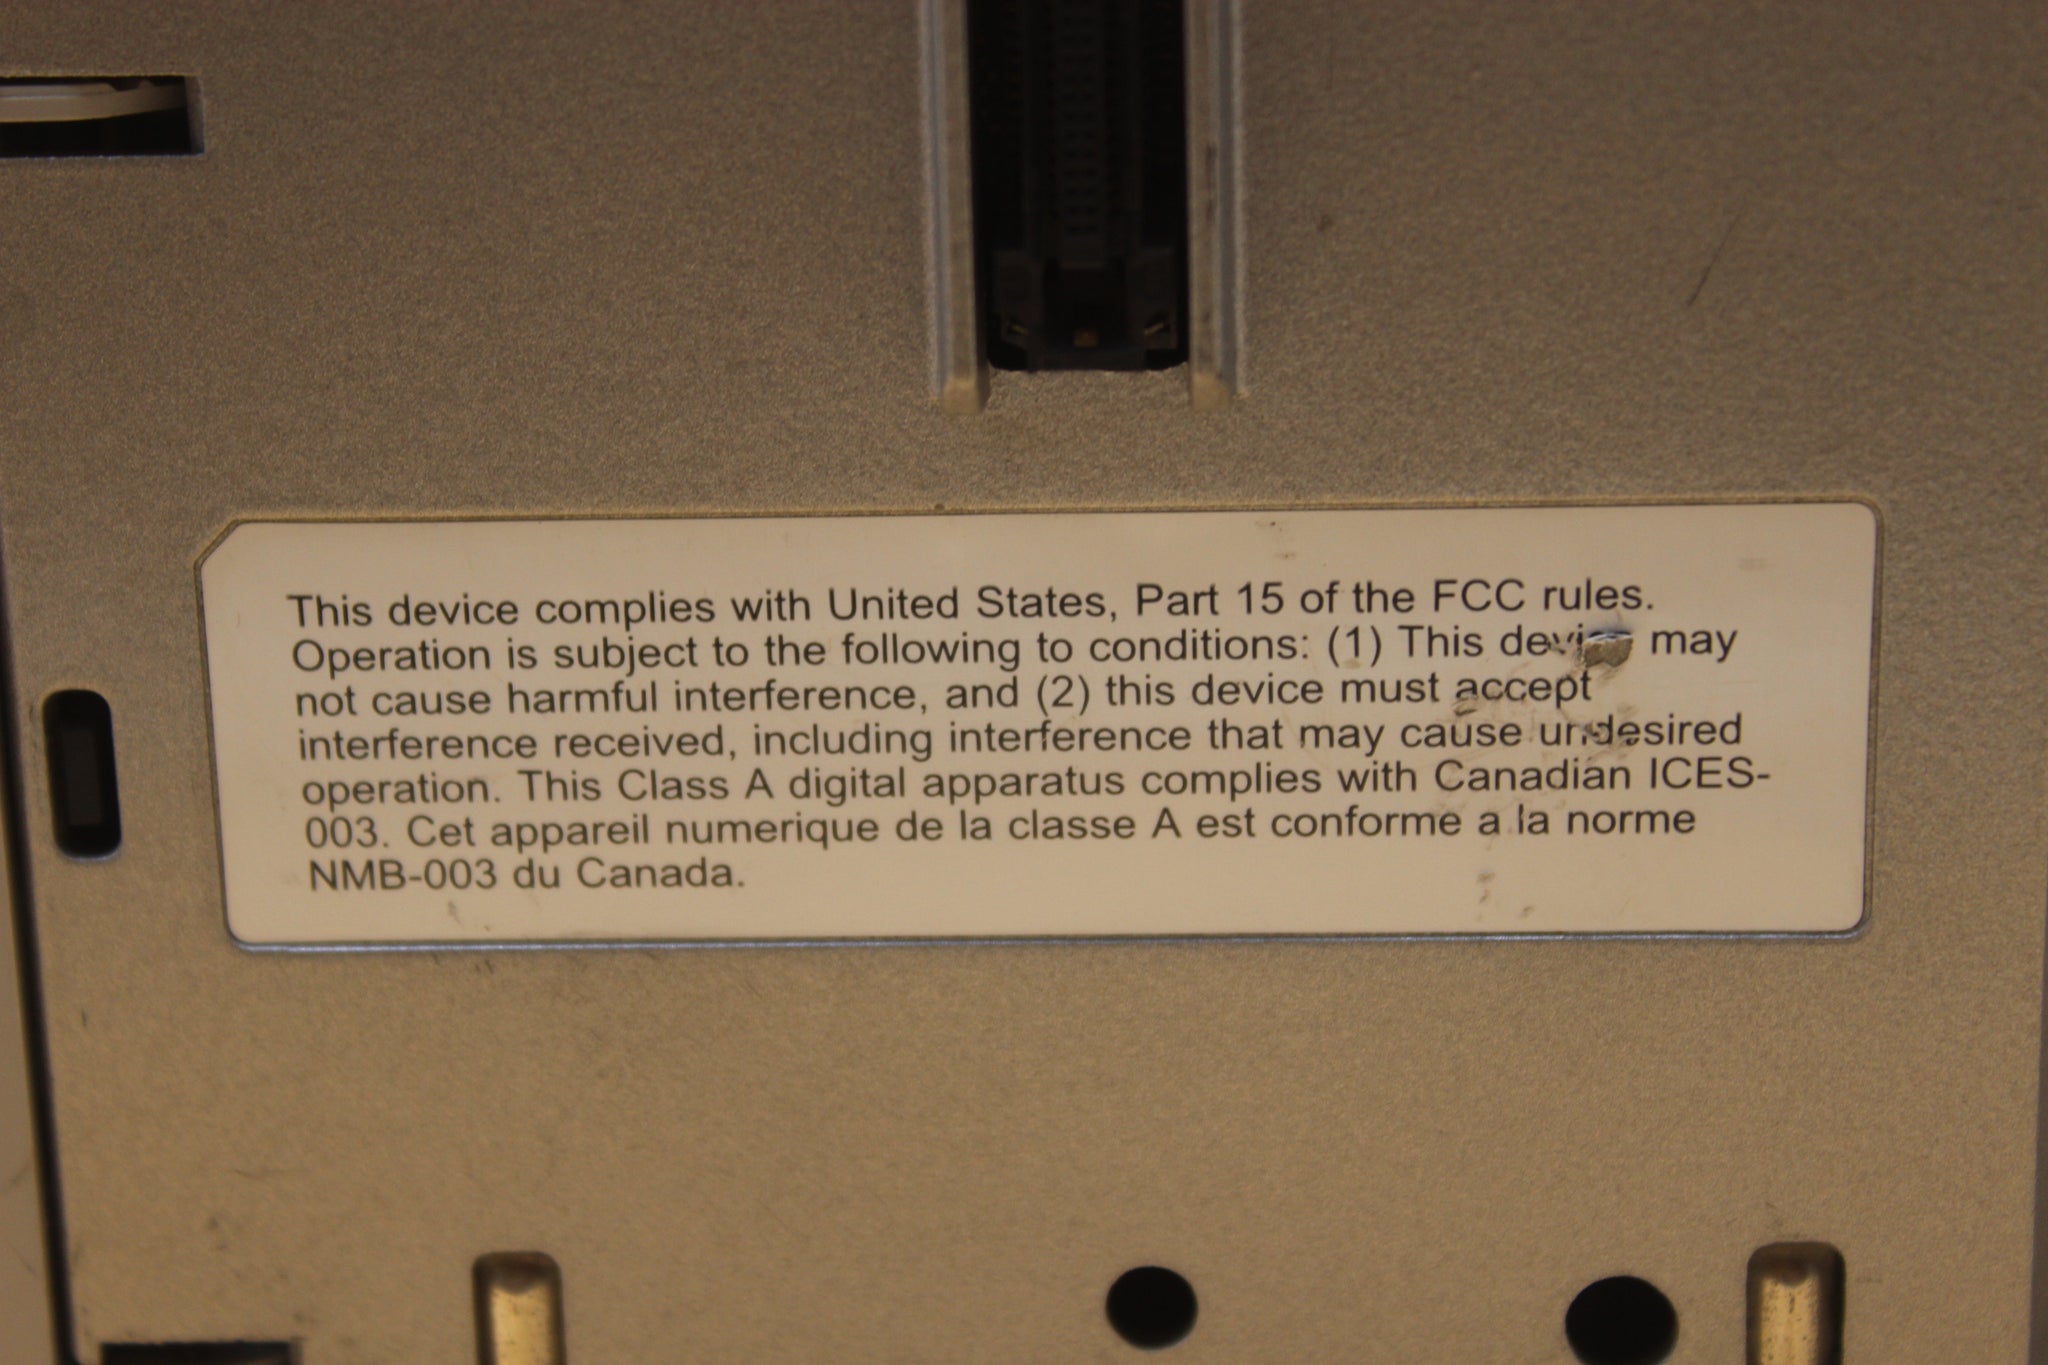 This device complies with United States, Part 15 of the FCC rules.
Operation is subject to the following to conditions: (1) This device may
not cause harmful interference, and (2) this device must accept
interference received, including interference that may cause undesired
operation. This Class A digital apparatus complies with Canadian ICES-
003. Cet appareil numerique de la classe A est conforme a la norme
NMB-003 du Canada.